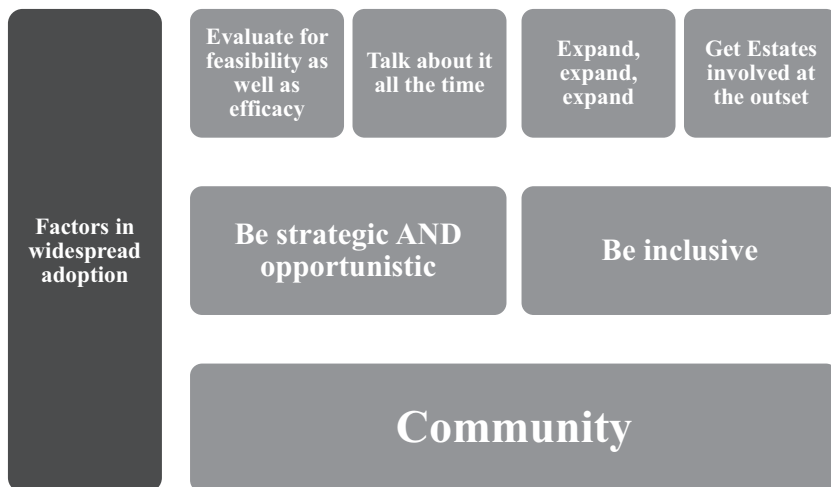 Factors in
widespread
adoption
Evaluate for
feasibility as
well as
efficacy
Talk about it
all the time
Expand,
expand,
expand
Get Estates
involved at
the outset
Be strategic AND
opportunistic
Be inclusive
Community